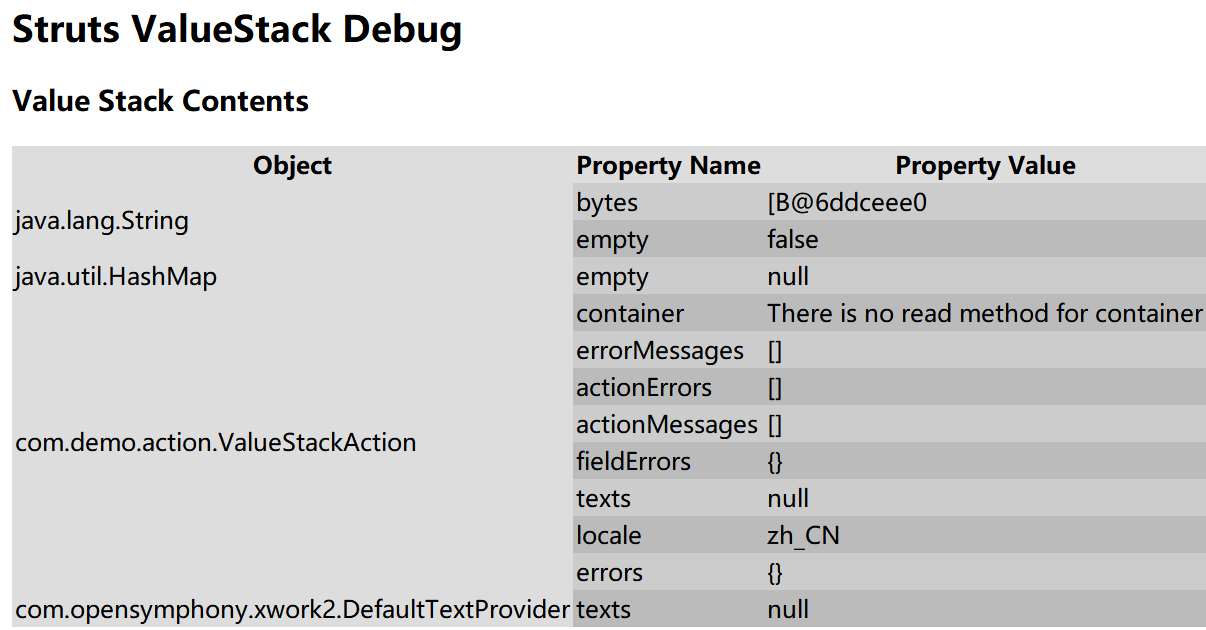 Struts ValueStack Debug
Value Stack Contents
Object Property Name Property Value
java.lang.String bytes [B@6ddceee0
empty false
java.util.HashMap empty null
com.demo.action.ValueStackAction container There is no read method for container
errorMessages []
actionErrors []
actionMessages []
fieldErrors {}
texts null
locale zh_CN
errors {}
com.opensymphony.xwork2.DefaultTextProvider texts null